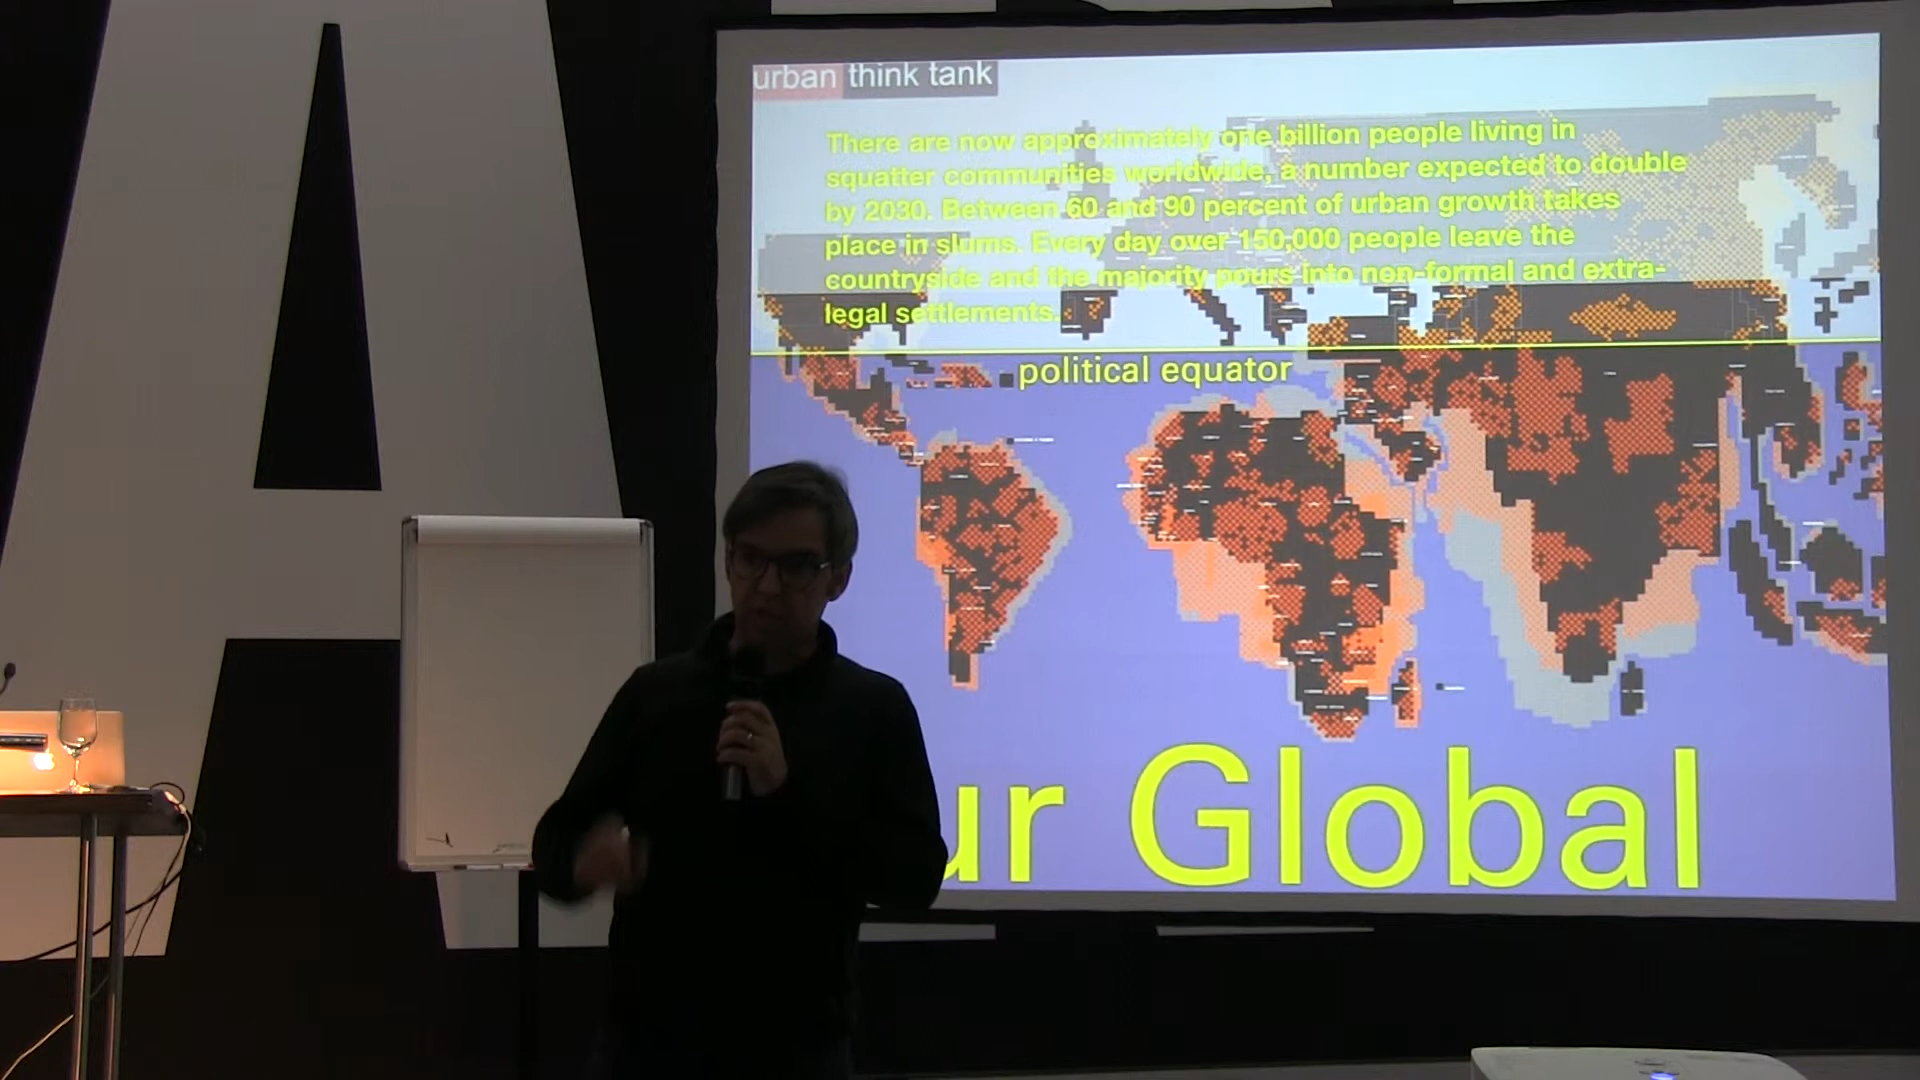 urban think tank
There are now approximately one billion people living in
squatter communities worldwide, a number expected to double
by 2030. Between 60 and 90 percent of urban growth takes
place in slums. Every day over 150,000 people leave the
countryside and the majority pours into non-formal and extra-
legal settlements.
political equator
ur Global